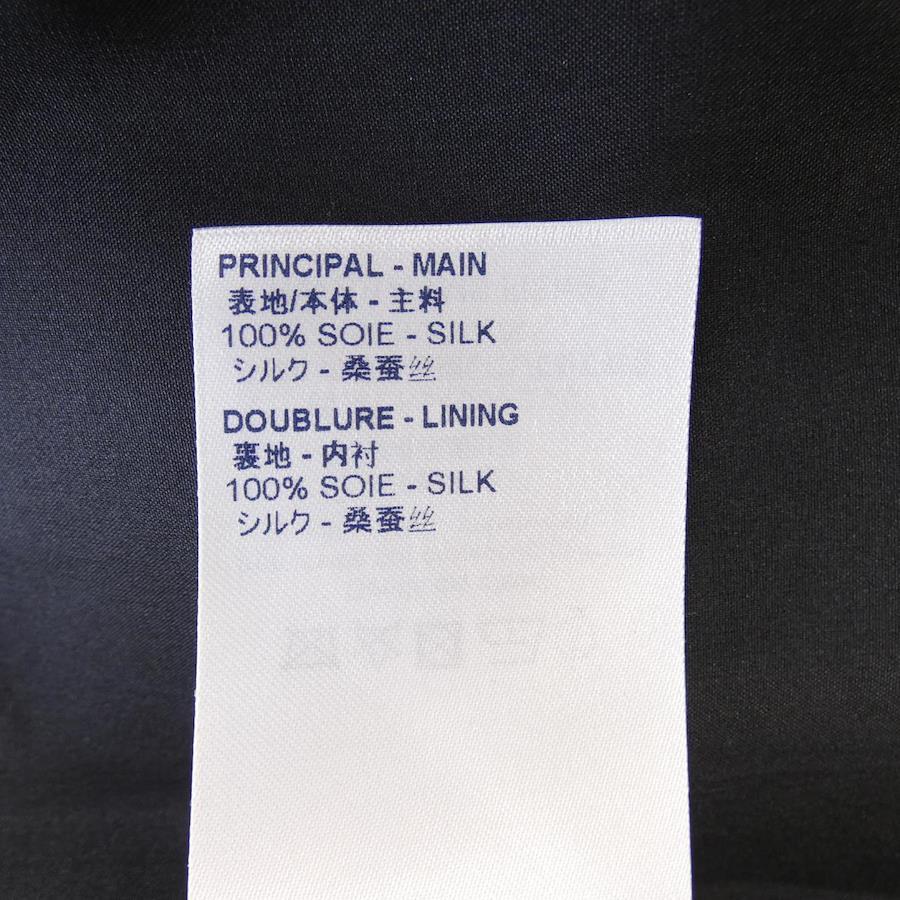 PRINCIPAL - MAIN
表地/本体 - 主料
100% SOIE - SILK
シルク - 桑蚕丝
DOUBLURE - LINING
裏地 - 内衬
100% SOIE - SILK
シルク - 桑蚕丝